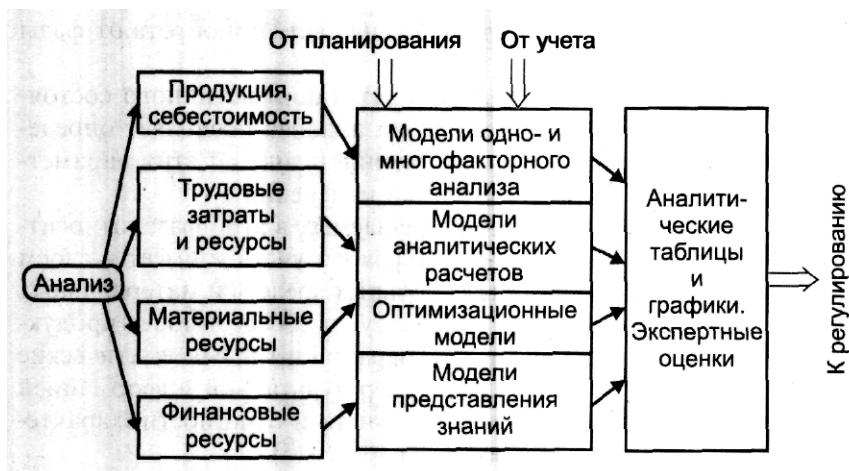 От планирования
От учета
Продукция,
себестоимость
Трудовые
затраты
и ресурсы
Анализ
Материальные
ресурсы
Финансовые
ресурсы
Модели одно- и
многофакторного
анализа
Модели
аналитических
расчетов
Оптимизационные
модели
Модели
представления
знаний
Аналити-
ческие
таблицы
и
графики.
Экспертные
оценки
К регулированию